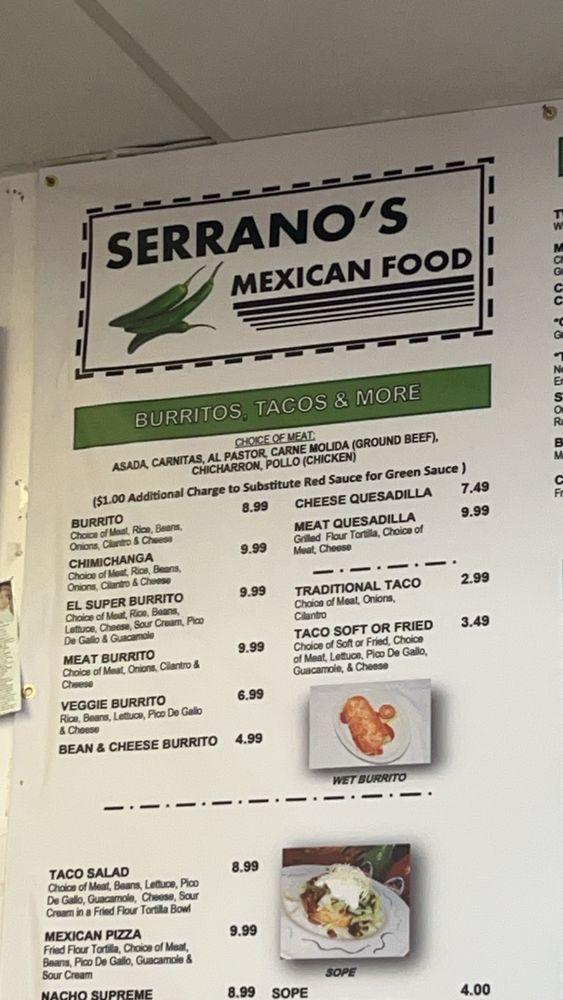 SERRANO'S
MEXICAN FOOD
BURRITOS, TACOS & MORE
CHOICE OF MEAT:
ASADA, CARNITAS, AL PASTOR, CARNE MOLIDA (GROUND BEEF),
CHICHARRON, POLLO (CHICKEN)
($1.00 Additional Charge to Substitute Red Sauce for Green Sauce )
BURRITO 8.99
Choice of Meat, Rice, Beans,
Onions, Cilantro & Cheese
CHIMICHANGA 9.99
Choice of Meat, Rice, Beans,
Onions, Cilantro & Cheese
EL SUPER BURRITO 9.99
Choice of Meat, Rice, Beans,
Lettuce, Cheese, Sour Cream, Pico
De Gallo & Guacamole
MEAT BURRITO 9.99
Choice of Meat, Onions, Cilantro &
Cheese
VEGGIE BURRITO 6.99
Rice, Beans, Lettuce, Pico De Gallo
& Cheese
BEAN & CHEESE BURRITO 4.99
CHEESE QUESADILLA 7.49
MEAT QUESADILLA 9.99
Grilled Flour Tortilla, Choice of
Meat, Cheese
TRADITIONAL TACO 2.99
Choice of Meat, Onions,
Cilantro
TACO SOFT OR FRIED 3.49
Choice of Soft or Fried, Choice
of Meat, Lettuce, Pico De Gallo,
Guacamole, & Cheese
WET BURRITO
TACO SALAD 8.99
Choice of Meat, Beans, Lettuce, Pico
De Gallo, Guacamole, Cheese, Sour
Cream in a Fried Flour Tortilla Bowl
MEXICAN PIZZA 9.99
Fried Flour Tortilla, Choice of Meat,
Beans, Pico De Gallo, Guacamole &
Sour Cream
NACHO SUPREME 8.99
SOPE
SOPE 4.00